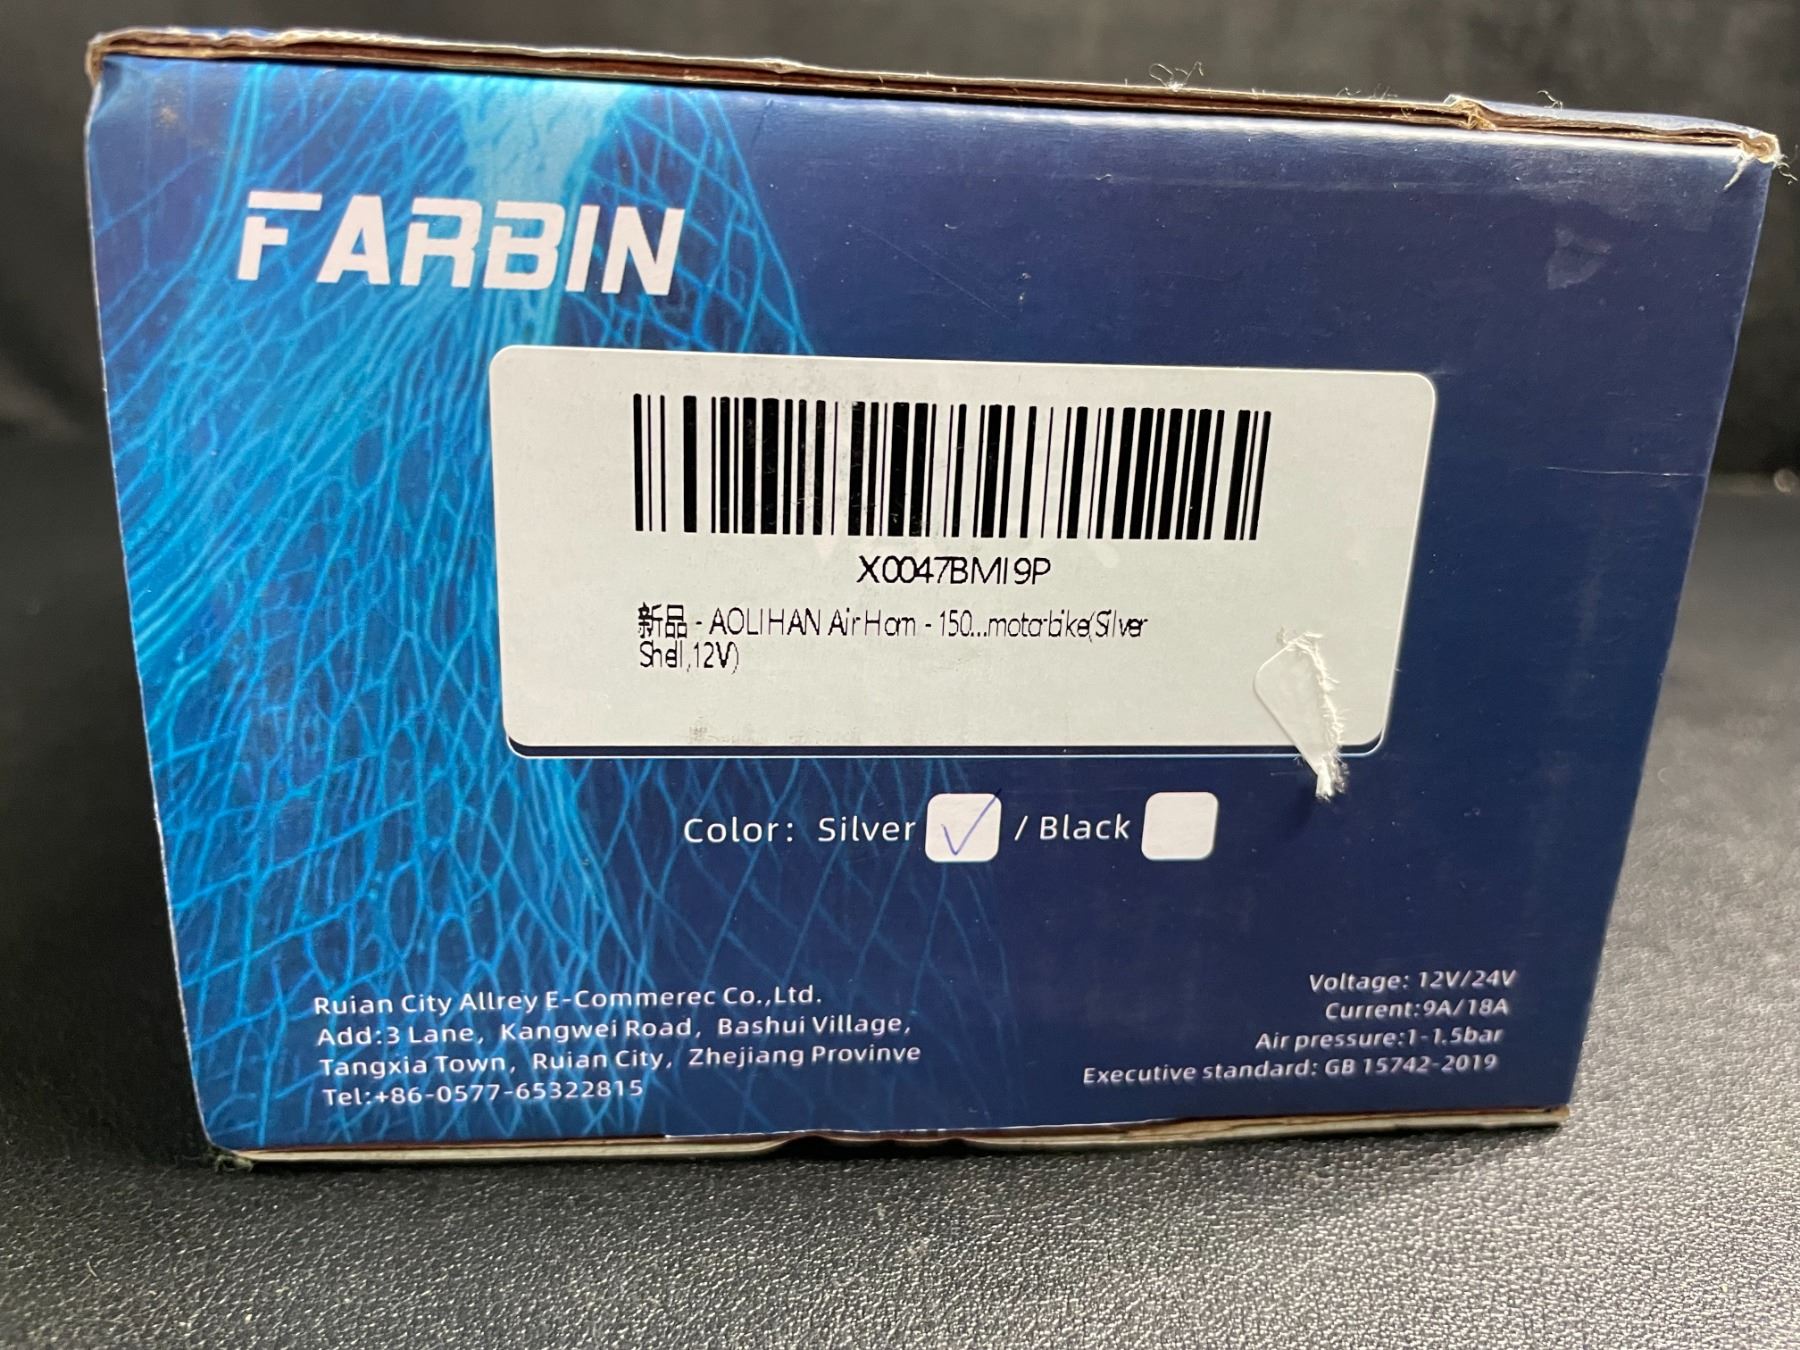 FARBIN
X0047BMI9P
新品 - AOLIHAN Air Horn - 150...motorbike(Silver
Shell,12V)
Color: Silver / Black
Ruian City Allrey E-Commerec Co.,Ltd.
Add:3 Lane, Kangwei Road, Bashui Village,
Tangxia Town, Ruian City, Zhejiang Provinve
Tel:+86-0577-65322815
Voltage: 12V/24V
Current:9A/18A
Air pressure:1-1.5bar
Executive standard: GB 15742-2019